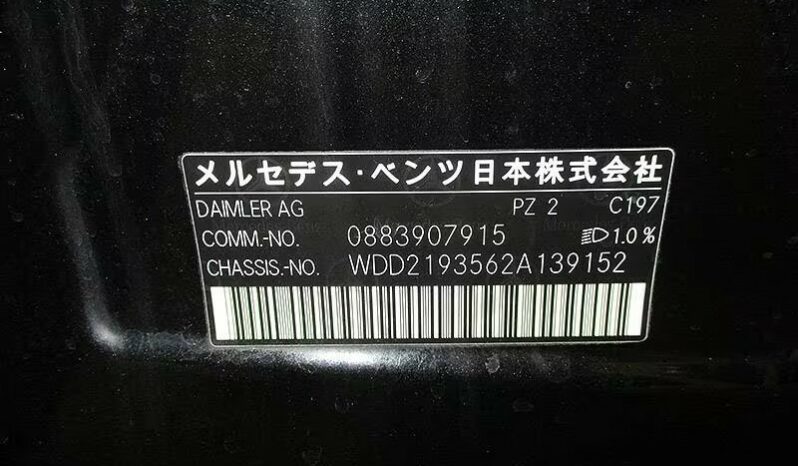 メルセデス・ベンツ日本株式会社
DAIMLER AG PZ 2 C197
COMM.-NO. 0883907915 1.0 %
CHASSIS.-NO. WDD2193562A139152